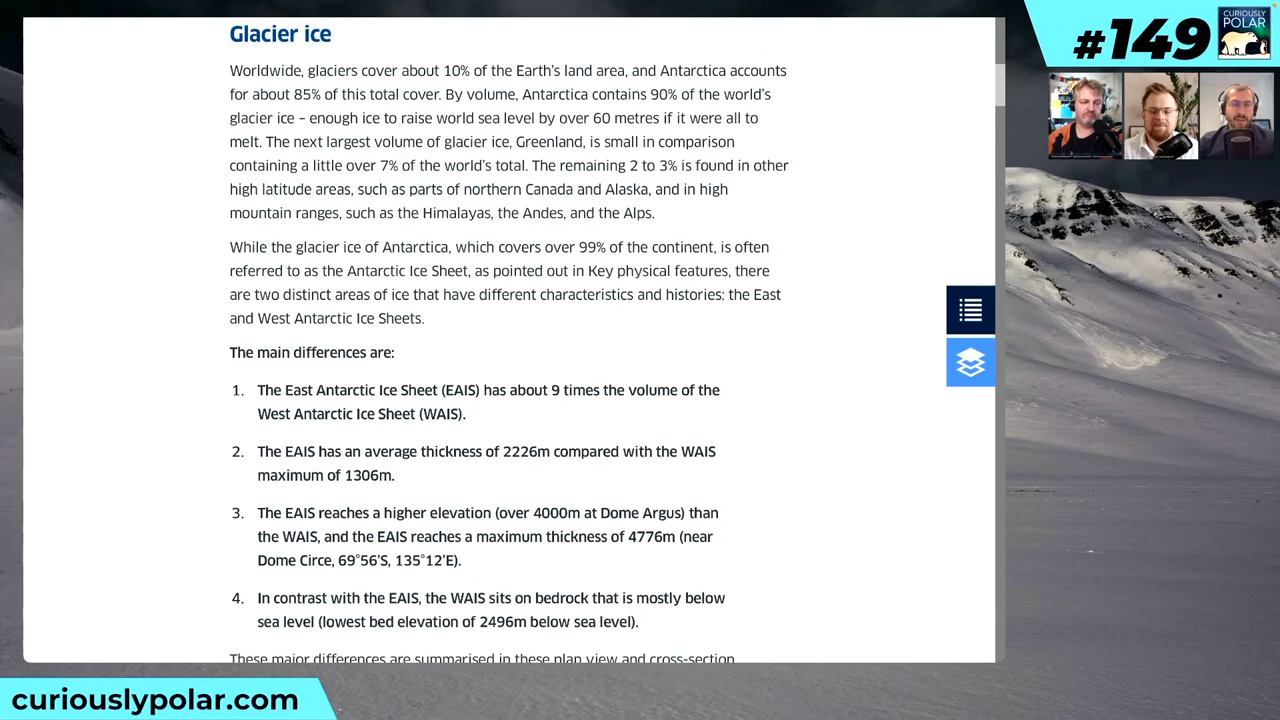 Glacier ice
Worldwide, glaciers cover about 10% of the Earth's land area, and Antarctica accounts
for about 85% of this total cover. By volume, Antarctica contains 90% of the world's
glacier ice – enough ice to raise world sea level by over 60 metres if it were all to
melt. The next largest volume of glacier ice, Greenland, is small in comparison
containing a little over 7% of the world's total. The remaining 2 to 3% is found in other
high latitude areas, such as parts of northern Canada and Alaska, and in high
mountain ranges, such as the Himalayas, the Andes, and the Alps.
While the glacier ice of Antarctica, which covers over 99% of the continent, is often
referred to as the Antarctic Ice Sheet, as pointed out in Key physical features, there
are two distinct areas of ice that have different characteristics and histories: the East
and West Antarctic Ice Sheets.
The main differences are:
1. The East Antarctic Ice Sheet (EAIS) has about 9 times the volume of the
West Antarctic Ice Sheet (WAIS).
2. The EAIS has an average thickness of 2226m compared with the WAIS
maximum of 1306m.
3. The EAIS reaches a higher elevation (over 4000m at Dome Argus) than
the WAIS, and the EAIS reaches a maximum thickness of 4776m (near
Dome Circe, 69°56'S, 135°12'E).
4. In contrast with the EAIS, the WAIS sits on bedrock that is mostly below
sea level (lowest bed elevation of 2496m below sea level).
These major differences are summarised in these plan view and cross-section
#149
CURIOUSLY
POLAR
curiouslypolar.com